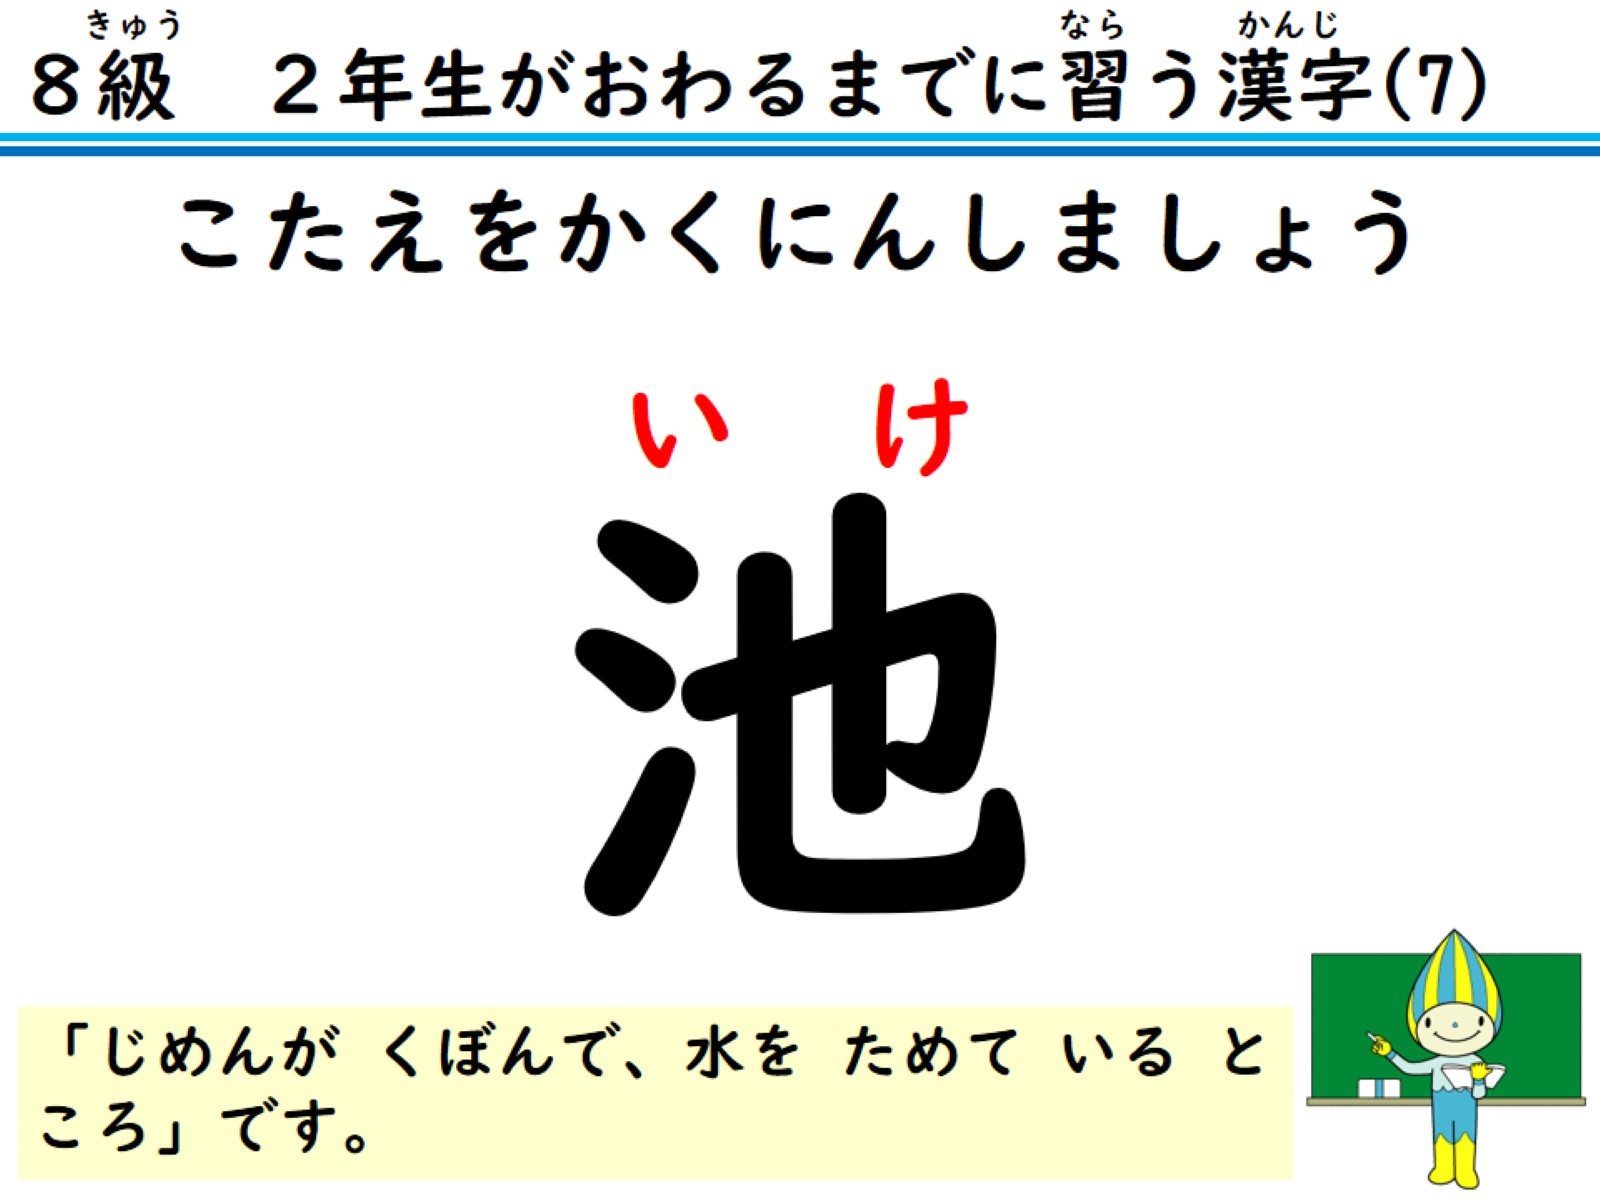 きゅう なら かんじ
8級 2年生がおわるまでに習う漢字(7)
こたえをかくにんしましょう
いけ
池
「じめんが くぼんで、水を ためて いる と
ころ」です。